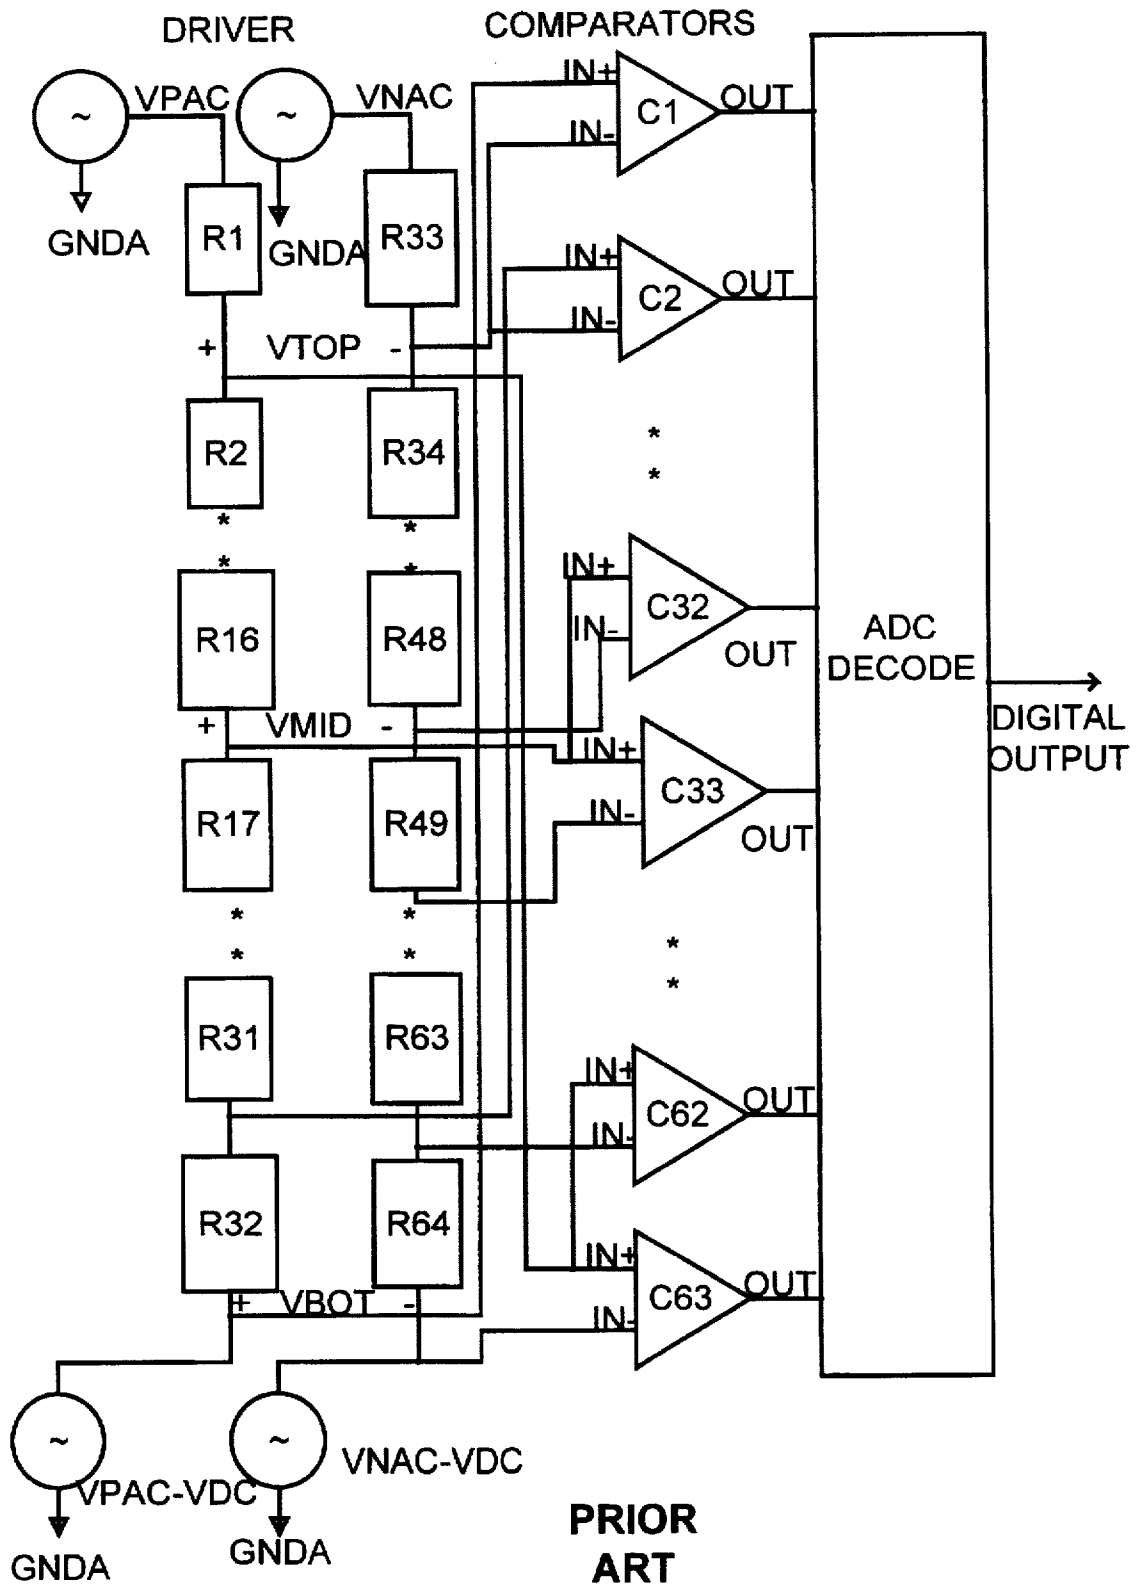 DRIVER
COMPARATORS
VPAC
VNAC
~
~
GNDA
GNDA
R1
R33
IN+
IN-
C1
OUT
IN+
IN-
C2
OUT
+ VTOP -
R2
R34
*
*
*
*
*
*
R16
R48
IN+
IN-
C32
OUT
ADC
DECODE
DIGITAL
OUTPUT
+ VMID -
IN+
IN-
C33
OUT
R17
R49
*
*
*
*
*
*
R31
R63
IN+
IN-
C62
OUT
R32
R64
IN+
IN-
C63
OUT
+ VBOT -
~
~
VPAC-VDC
VNAC-VDC
GNDA
GNDA
PRIOR
ART